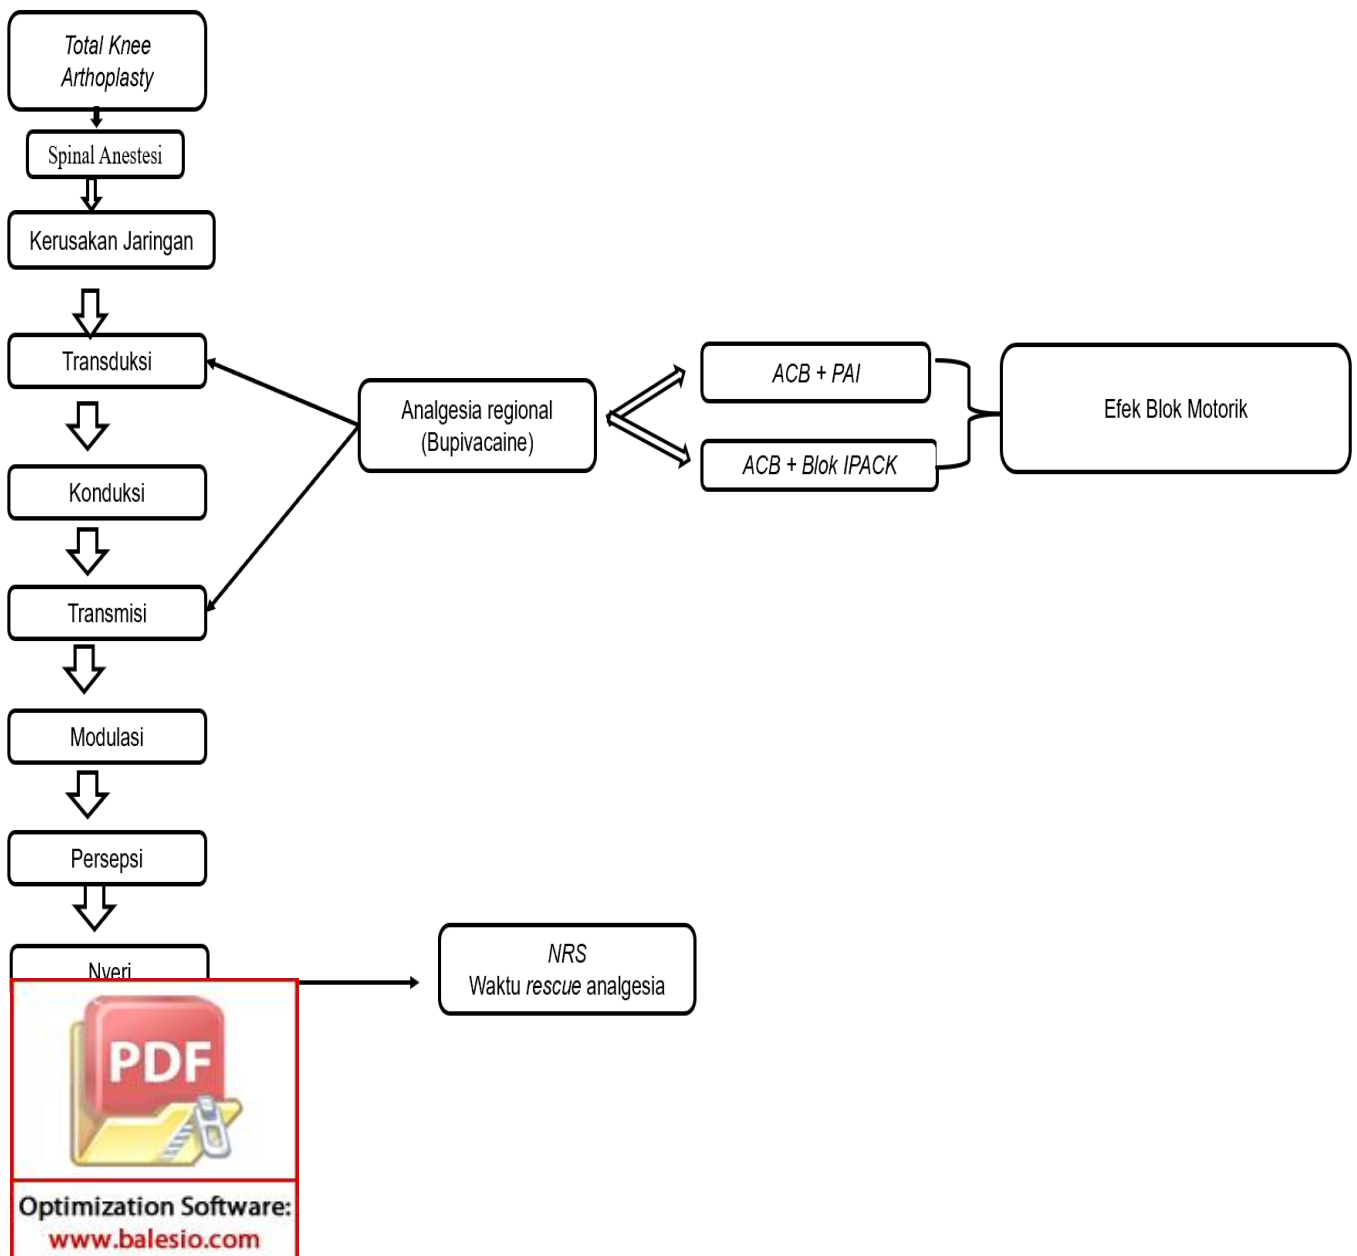 Total Knee
Arthoplasty
Spinal Anestesi
Kerusakan Jaringan
Transduksi
Konduksi
Transmisi
Modulasi
Persepsi
Nyeri
Analgesia regional
(Bupivacaine)
ACB + PAI
ACB + Blok IPACK
Efek Blok Motorik
NRS
Waktu rescue analgesia
PDF
Optimization Software:
www.balesio.com